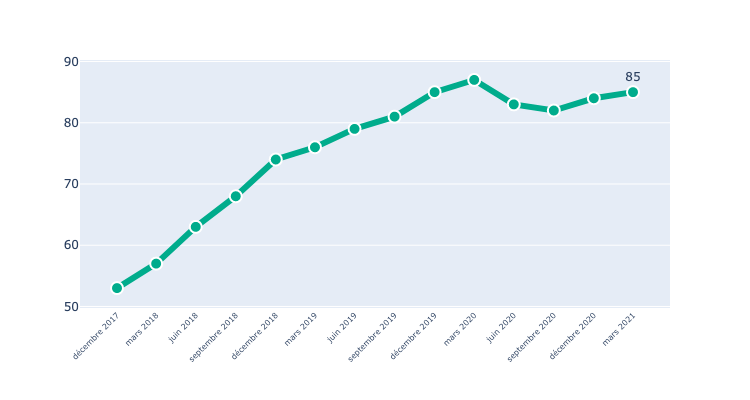 90
85
80
70
60
50
décembre 2017
mars 2018
juin 2018
septembre 2018
décembre 2018
mars 2019
juin 2019
septembre 2019
décembre 2019
mars 2020
juin 2020
septembre 2020
décembre 2020
mars 2021